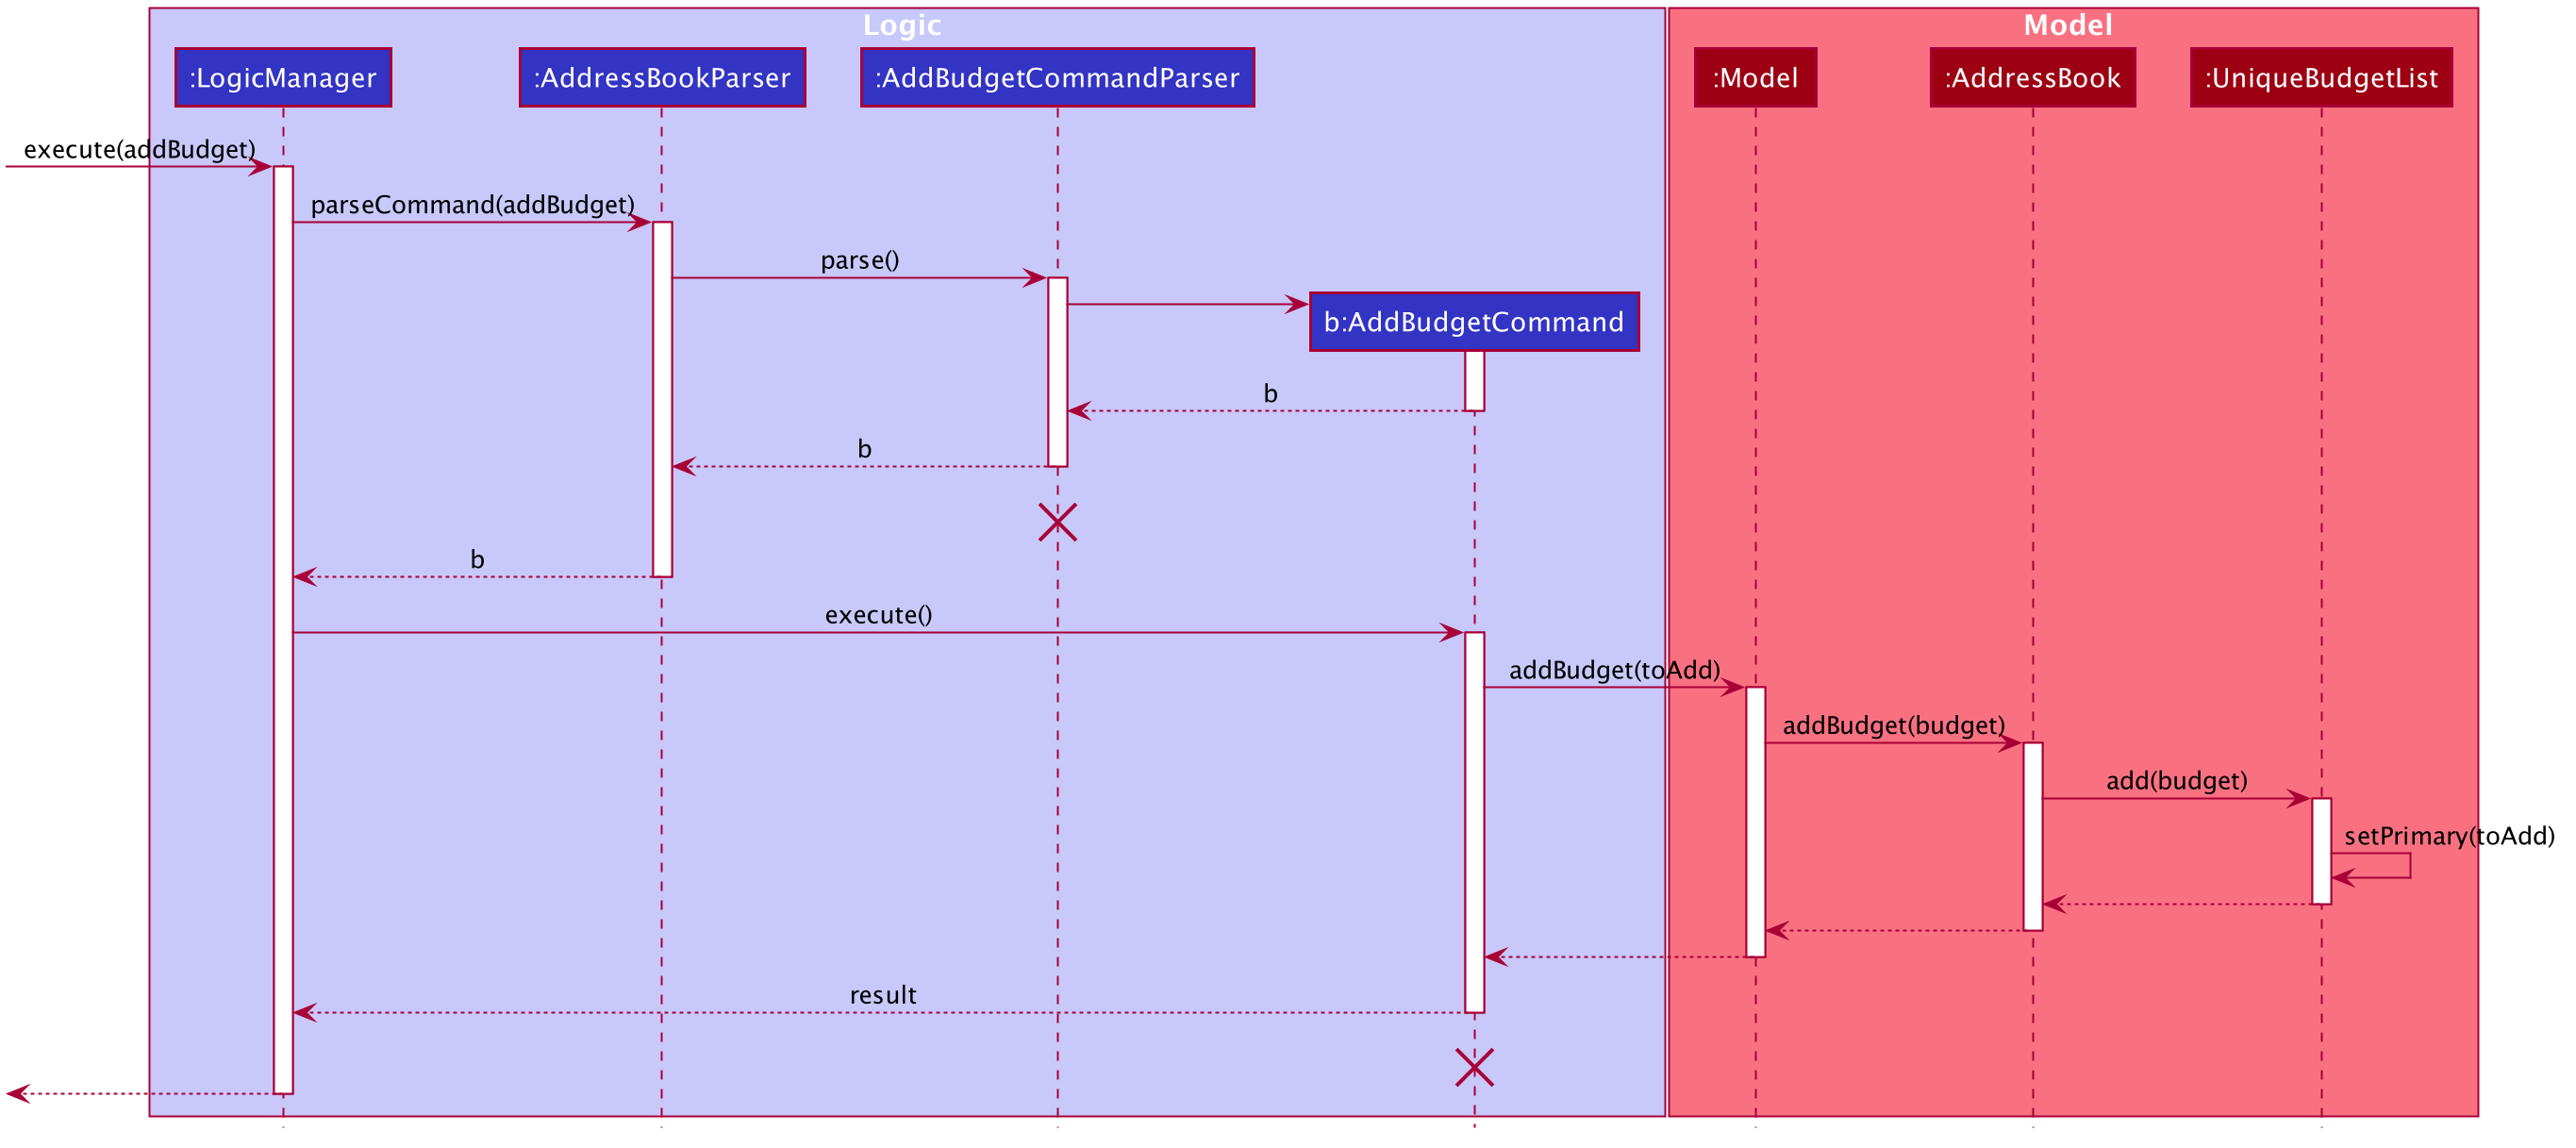 Logic
Model
:LogicManager
:AddressBookParser
:AddBudgetCommandParser
:Model
:AddressBook
:UniqueBudgetList
execute(addBudget)
parseCommand(addBudget)
parse()
b:AddBudgetCommand
b
b
b
execute()
addBudget(toAdd)
addBudget(budget)
add(budget)
setPrimary(toAdd)
result